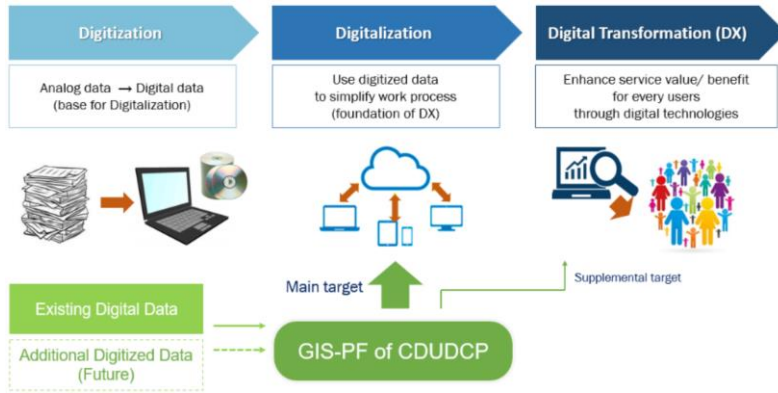 Digitization
Digitalization
Digital Transformation (DX)
Analog data → Digital data
(base for Digitalization)
Use digitized data
to simplify work process
(foundation of DX)
Enhance service value/ benefit
for every users
through digital technologies
Main target
Supplemental target
Existing Digital Data
Additional Digitized Data
(Future)
GIS-PF of CDUDCP